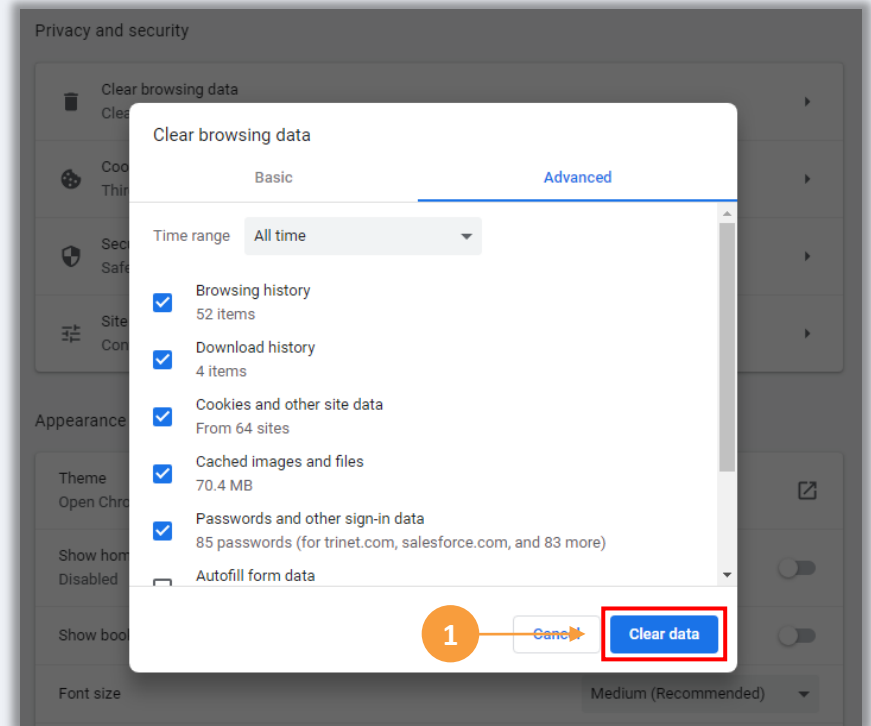 Privacy and security
Clear browsing data
Clea
Clear browsing data
Basic
Advanced
Coo
Thir
Time range
All time
Secu
Safe
Browsing history
52 items
Site
Con
Download history
4 items
Cookies and other site data
From 64 sites
Appearance
Cached images and files
70.4 MB
Theme
Open Chro
Passwords and other sign-in data
85 passwords (for trinet.com, salesforce.com, and 83 more)
Show hom
Disabled
Autofill form data
Show bool
1
Cancel
Clear data
Font size
Medium (Recommended)